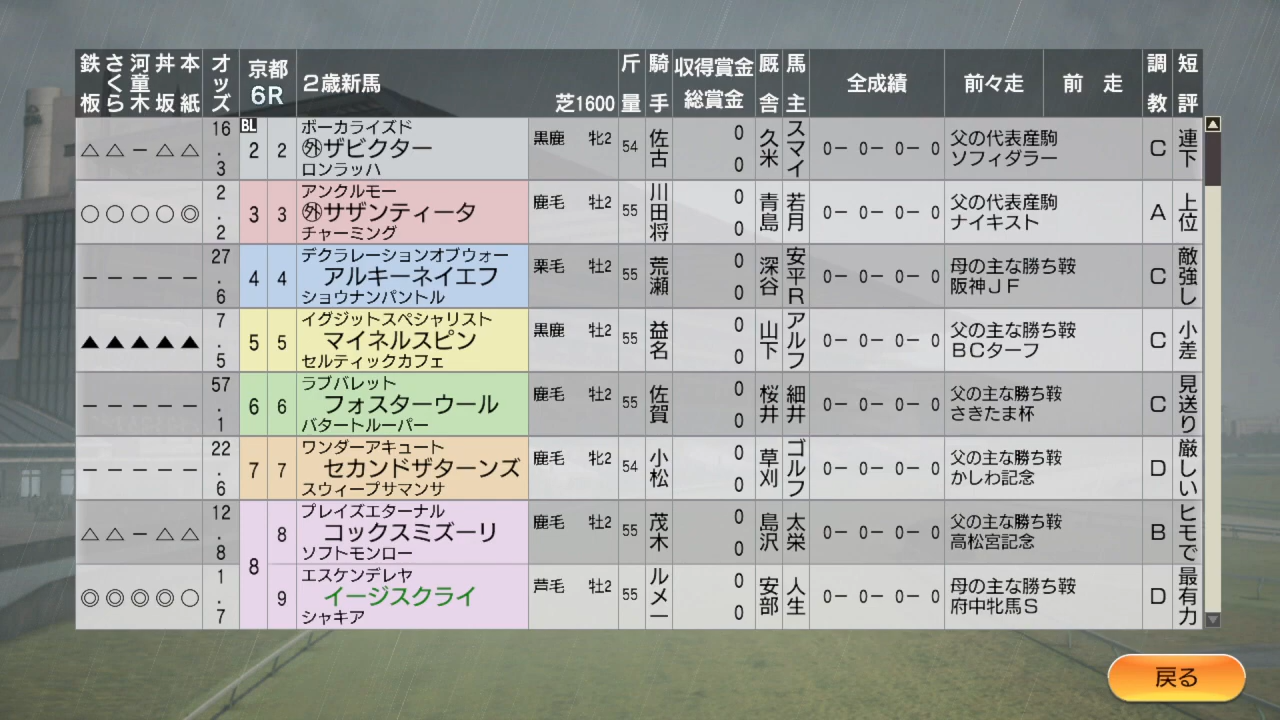 鉄板 さくら 河童木 井坂 本紙 オッズ 京都6R 2歳新馬 芝1600 斤量 騎手 収得賞金 総賞金 厩舎 馬主 全成績 前々走 前走 調教 短評
△ △ － △ △ 16.3 BL 2 2 ボーカライズド 黒鹿 牝2 54 佐古 0 久米 スマイ 0－ 0－ 0－ 0 父の代表産駒 C 連下
㋕ザビクター
ロンラッハ 0 ソフィダラー
○ ○ ○ ○ ◎ 2.2 3 3 アンクルモー 鹿毛 牡2 55 川田将 0 青島 若月 0－ 0－ 0－ 0 父の代表産駒 A 上位
外サザンティータ
チャーミング 0 ナイキスト
－ － － － － 27.6 4 4 デクラレーションオブウォー 栗毛 牡2 55 荒瀬 0 深谷 安平R 0－ 0－ 0－ 0 母の主な勝ち鞍 C 敵強し
アルキーネイエフ
ショウナンパントル 0 阪神JF
▲ ▲ ▲ ▲ ▲ 7.5 5 5 イグジットスペシャリスト 黒鹿 牡2 55 益名 0 山下 アルフ 0－ 0－ 0－ 0 父の主な勝ち鞍 C 小差
マイネルスピン
セルティックカフェ 0 BCターフ
－ － － － － 57.1 6 6 ラブバレット 鹿毛 牡2 55 佐賀 0 桜井 細井 0－ 0－ 0－ 0 父の主な勝ち鞍 C 見送り
フォスターウール
バタートルーパー 0 さきたま杯
－ － － － － 22.6 7 7 ワンダーアキュート 鹿毛 牝2 54 小松 0 草刈 ゴルフ 0－ 0－ 0－ 0 父の主な勝ち鞍 D 厳しい
セカンドザターンズ
スウィープサマンサ 0 かしわ記念
△ △ － △ △ 12.8 8 8 プレイズエターナル 鹿毛 牡2 55 茂木 0 島沢 太栄 0－ 0－ 0－ 0 父の主な勝ち鞍 B ヒモで
コックスミズーリ
ソフトモンロー 0 高松宮記念
◎ ◎ ◎ ◎ ○ 1.7 9 エスケンデレヤ 芦毛 牡2 55 ルメー 0 安部 人生 0－ 0－ 0－ 0 母の主な勝ち鞍 D 最有力
イージスクライ
シャキア 0 府中牝馬S
戻る